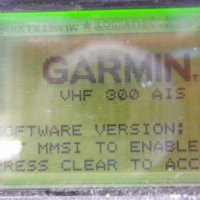 GARMIN
VHF 300 AIS
SOFTWARE VERSION:
MMSI TO ENABLE
PRESS CLEAR TO ACC